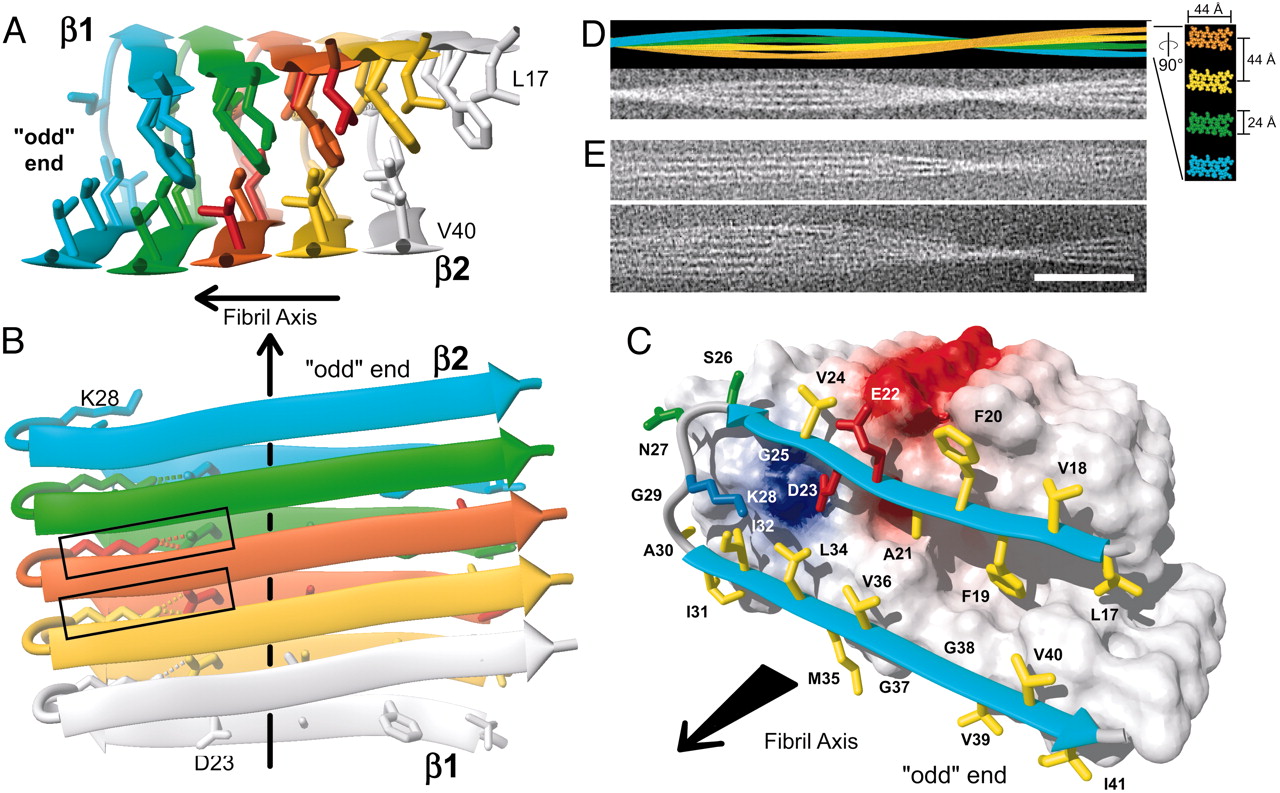 A
β1
L17
"odd"
end
V40
β2
Fibril Axis
B
"odd" end
β2
K28
D23
β1
D
44 Å
90°
44 Å
24 Å
E
C
S26
V24
E22
F20
N27
G25
V18
G29
K28
D23
I32
A30
L34
A21
I31
V36
F19
L17
G38
V40
M35
G37
Fibril Axis
V39
"odd" end
I41